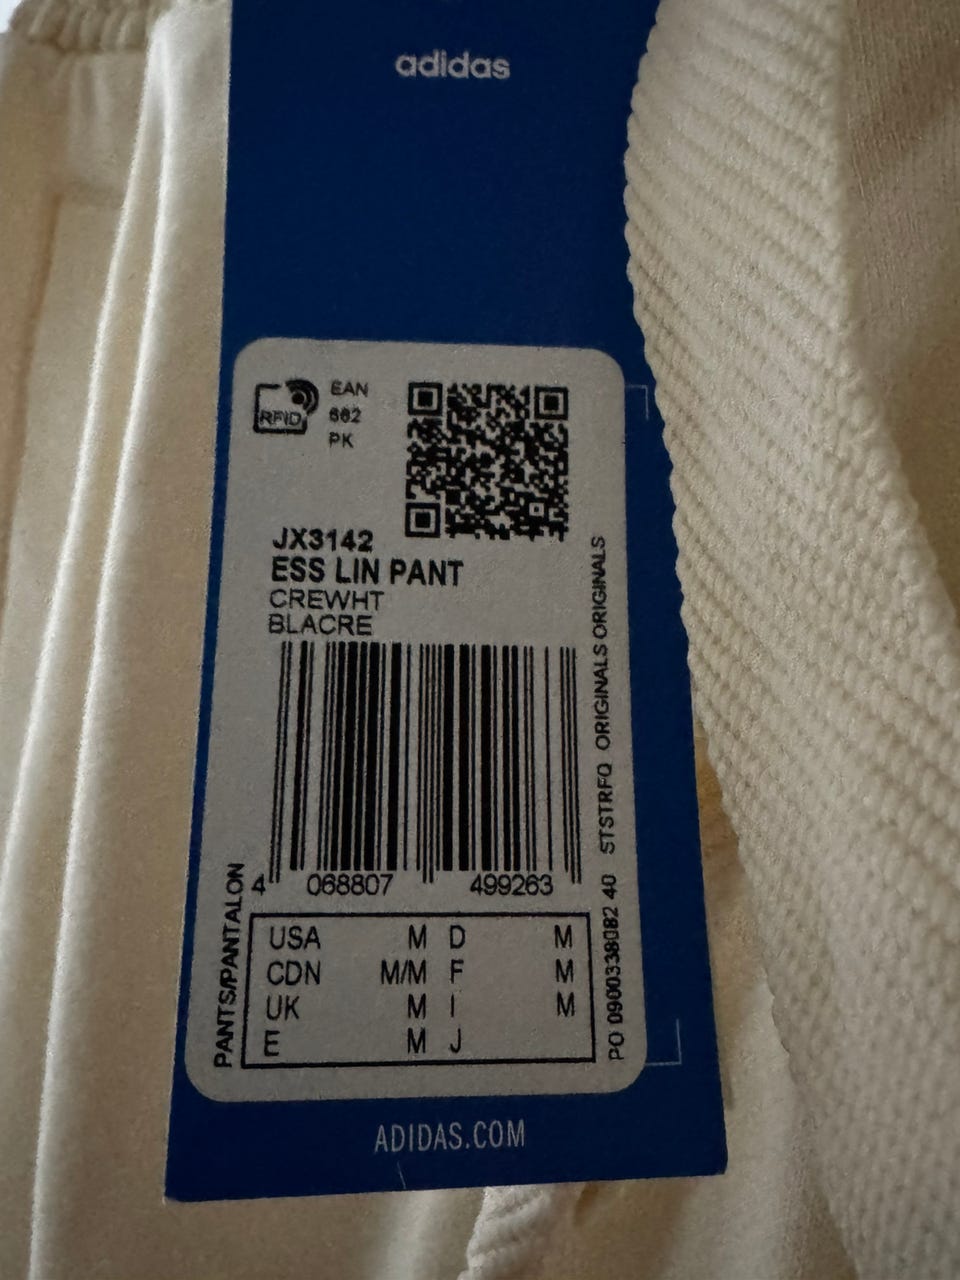 adidas
RFID
EAN
662
PK
JX3142
ESS LIN PANT
CREWHT
BLACRE
4 068807 499263
USA M D M
CDN M/M F M
UK M I M
E M J
PANTS/PANTALON
PO 0900338082 40 STSTRFQ ORIGINALS ORIGINALS
ADIDAS.COM